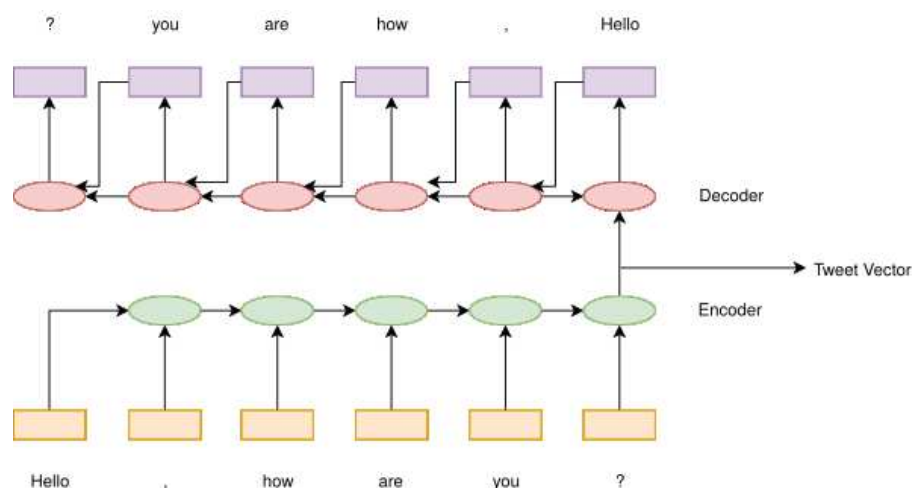 ? you are how , Hello
Decoder
Tweet Vector
Encoder
Hello , how are you ?